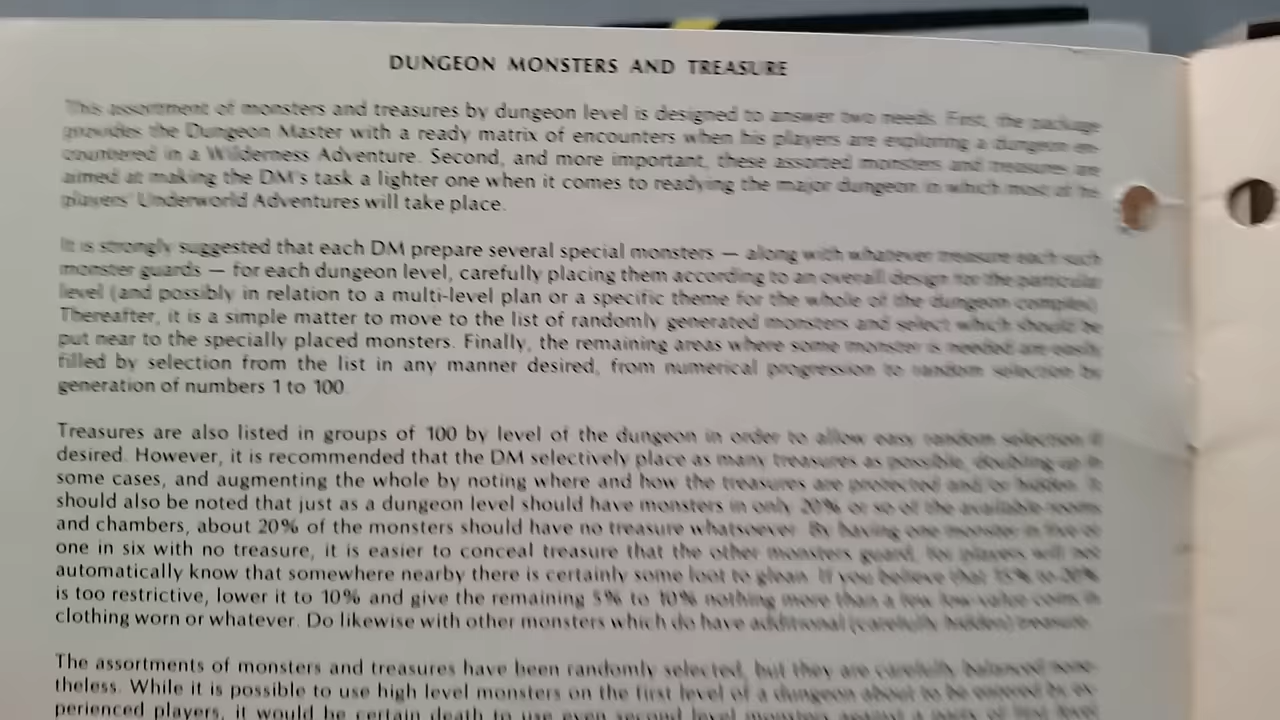 DUNGEON MONSTERS AND TREASURE
This assortment of monsters and treasures by dungeon level is designed to answer two needs. First, the package
provides the Dungeon Master with a ready matrix of encounters when his players are exploring a dungeon en-
countered in a Wilderness Adventure. Second, and more important, these assorted monsters and treasures are
aimed at making the DM's task a lighter one when it comes to readying the major dungeon in which most of his
players' Underworld Adventures will take place.
It is strongly suggested that each DM prepare several special monsters — along with whatever treasure each such
monster guards — for each dungeon level, carefully placing them according to an overall design for the particular
level (and possibly in relation to a multi-level plan or a specific theme for the whole of the dungeon complex).
Thereafter, it is a simple matter to move to the list of randomly generated monsters and select which should be
put near to the specially placed monsters. Finally, the remaining areas where some monster is needed are easily
filled by selection from the list in any manner desired, from numerical progression to random selection by
generation of numbers 1 to 100.
Treasures are also listed in groups of 100 by level of the dungeon in order to allow easy random selection if
desired. However, it is recommended that the DM selectively place as many treasures as possible, doubling up in
some cases, and augmenting the whole by noting where and how the treasures are protected and/or hidden. It
should also be noted that just as a dungeon level should have monsters in only 20% or so of the available rooms
and chambers, about 20% of the monsters should have no treasure whatsoever. By having one monster in five or
one in six with no treasure, it is easier to conceal treasure that the other monsters guard, for players will not
automatically know that somewhere nearby there is certainly some loot to glean. If you believe that 15% to 20%
is too restrictive, lower it to 10% and give the remaining 5% to 10% nothing more than a few low-value coins in
clothing worn or whatever. Do likewise with other monsters which do have additional (carefully hidden) treasure.
The assortments of monsters and treasures have been randomly selected, but they are carefully balanced none-
theless. While it is possible to use high level monsters on the first level of a dungeon about to be entered by ex-
perienced players, it would be certain death to use even second level monsters against a party of first level